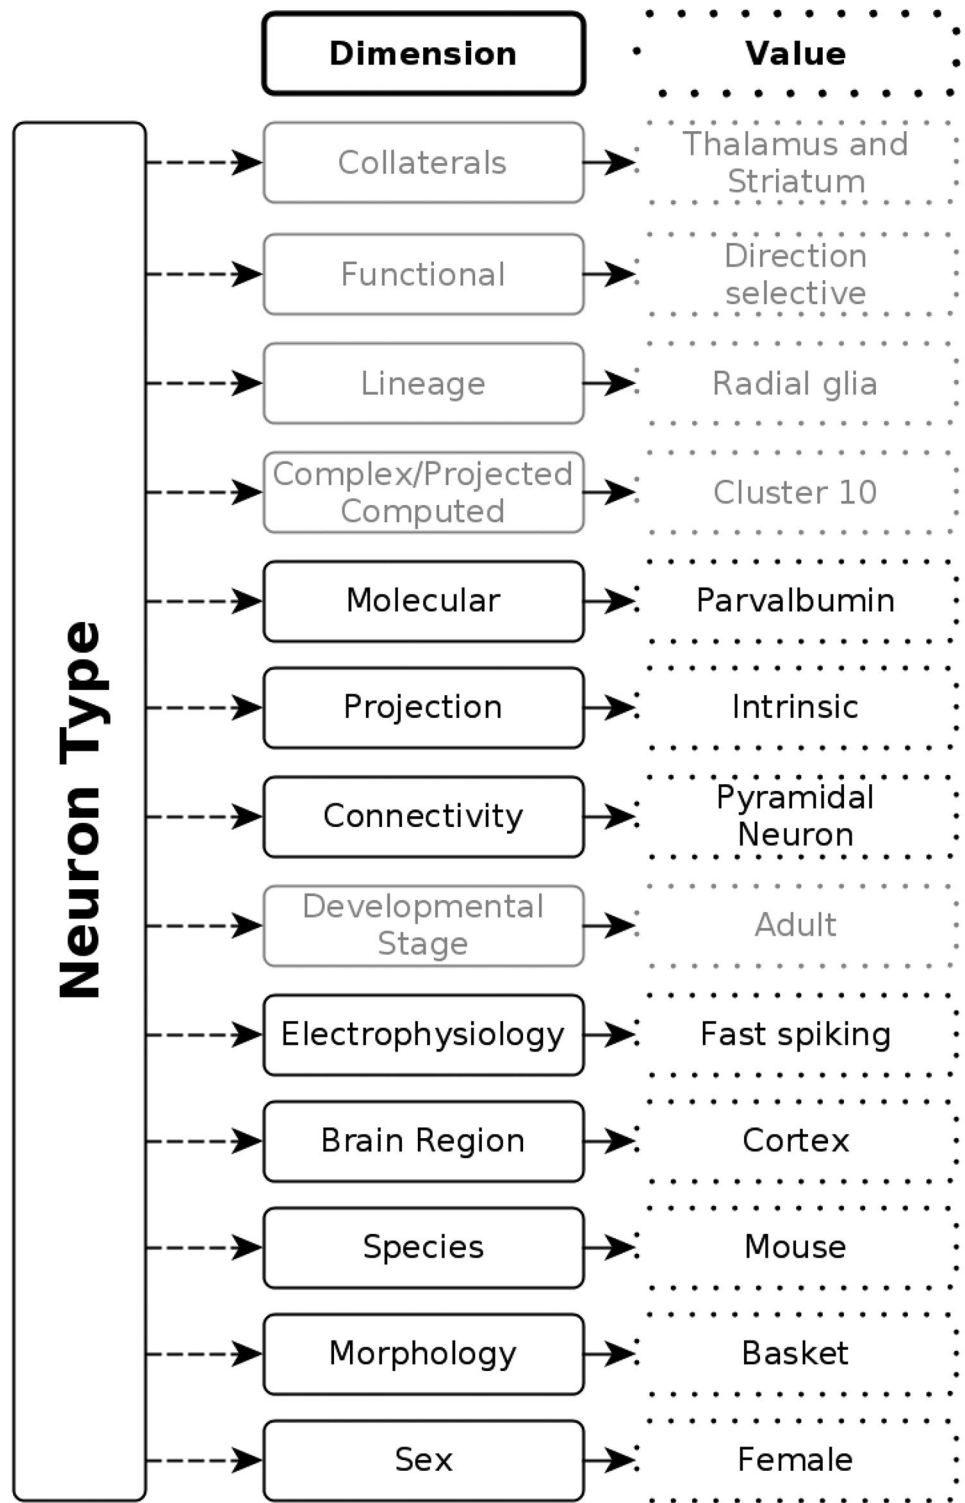 Dimension
Value
Neuron Type
Collaterals
Thalamus and
Striatum
Functional
Direction
selective
Lineage
Radial glia
Complex/Projected
Computed
Cluster 10
Molecular
Parvalbumin
Projection
Intrinsic
Connectivity
Pyramidal
Neuron
Developmental
Stage
Adult
Electrophysiology
Fast spiking
Brain Region
Cortex
Species
Mouse
Morphology
Basket
Sex
Female